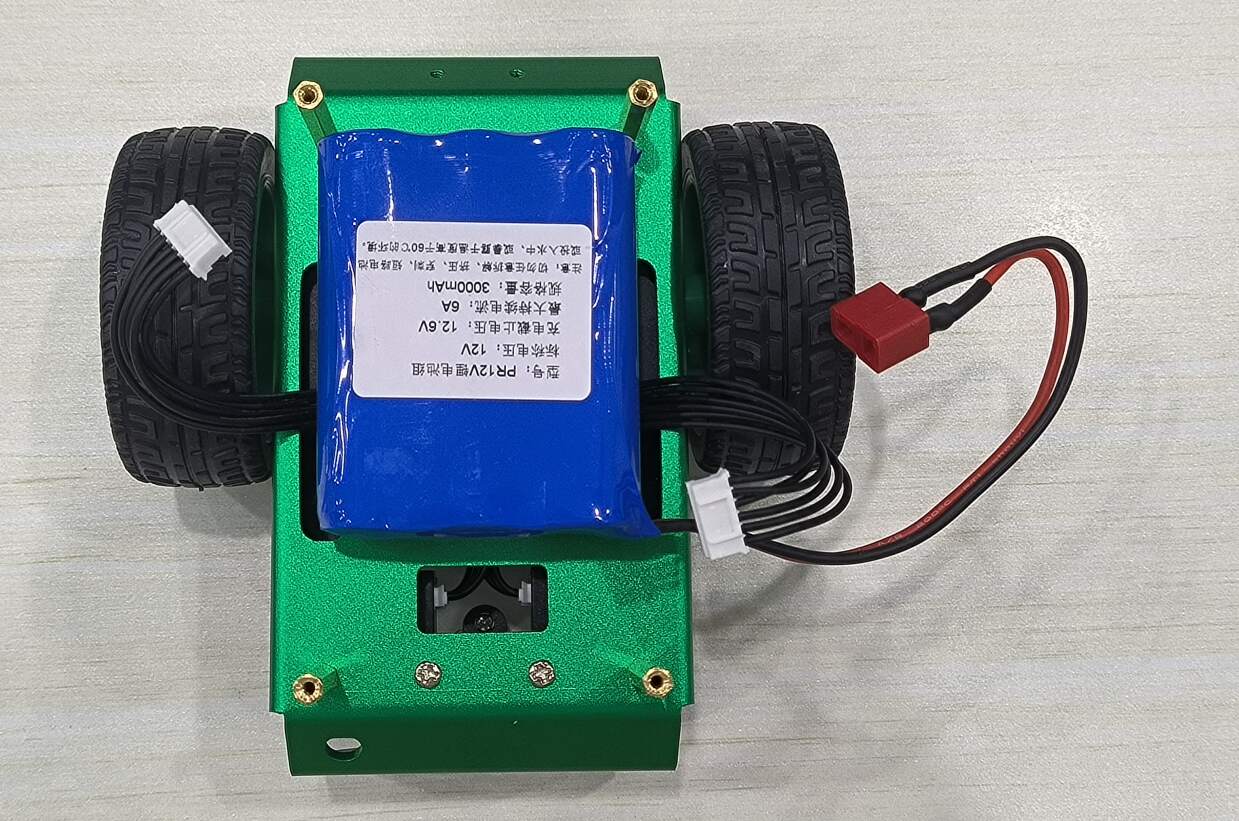 型号：PR12V锂电池组
标称电压：12V
充电截止电压：12.6V
最大持续电流：6A
规格容量：3000mAh
注意：切勿任意拆解、挤压、穿刺、短路电池
或投入水中、或暴露于温度高于60℃的环境。